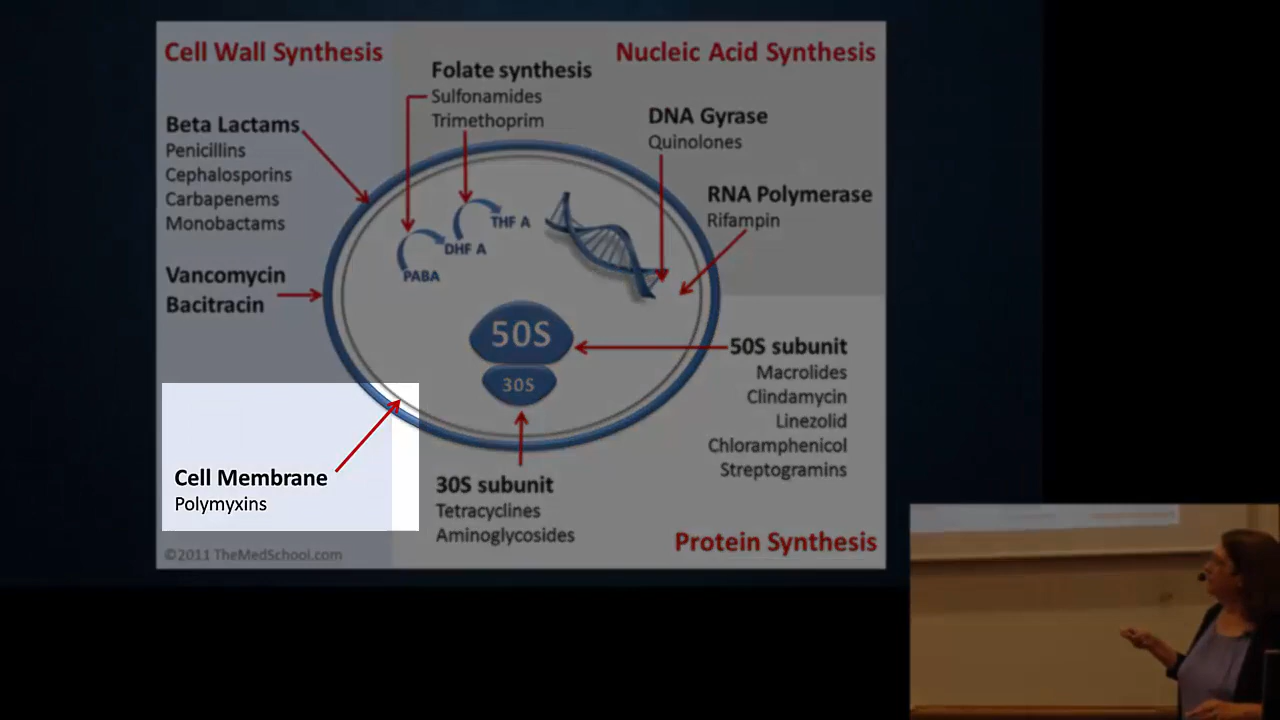 Cell Wall Synthesis
Beta Lactams
Penicillins
Cephalosporins
Carbapenems
Monobactams
Vancomycin
Bacitracin
Cell Membrane
Polymyxins
©2011 TheMedSchool.com
Folate synthesis
Sulfonamides
Trimethoprim
Nucleic Acid Synthesis
DNA Gyrase
Quinolones
RNA Polymerase
Rifampin
THF A
DHF A
PABA
50S
30S
50S subunit
Macrolides
Clindamycin
Linezolid
Chloramphenicol
Streptogramins
30S subunit
Tetracyclines
Aminoglycosides
Protein Synthesis